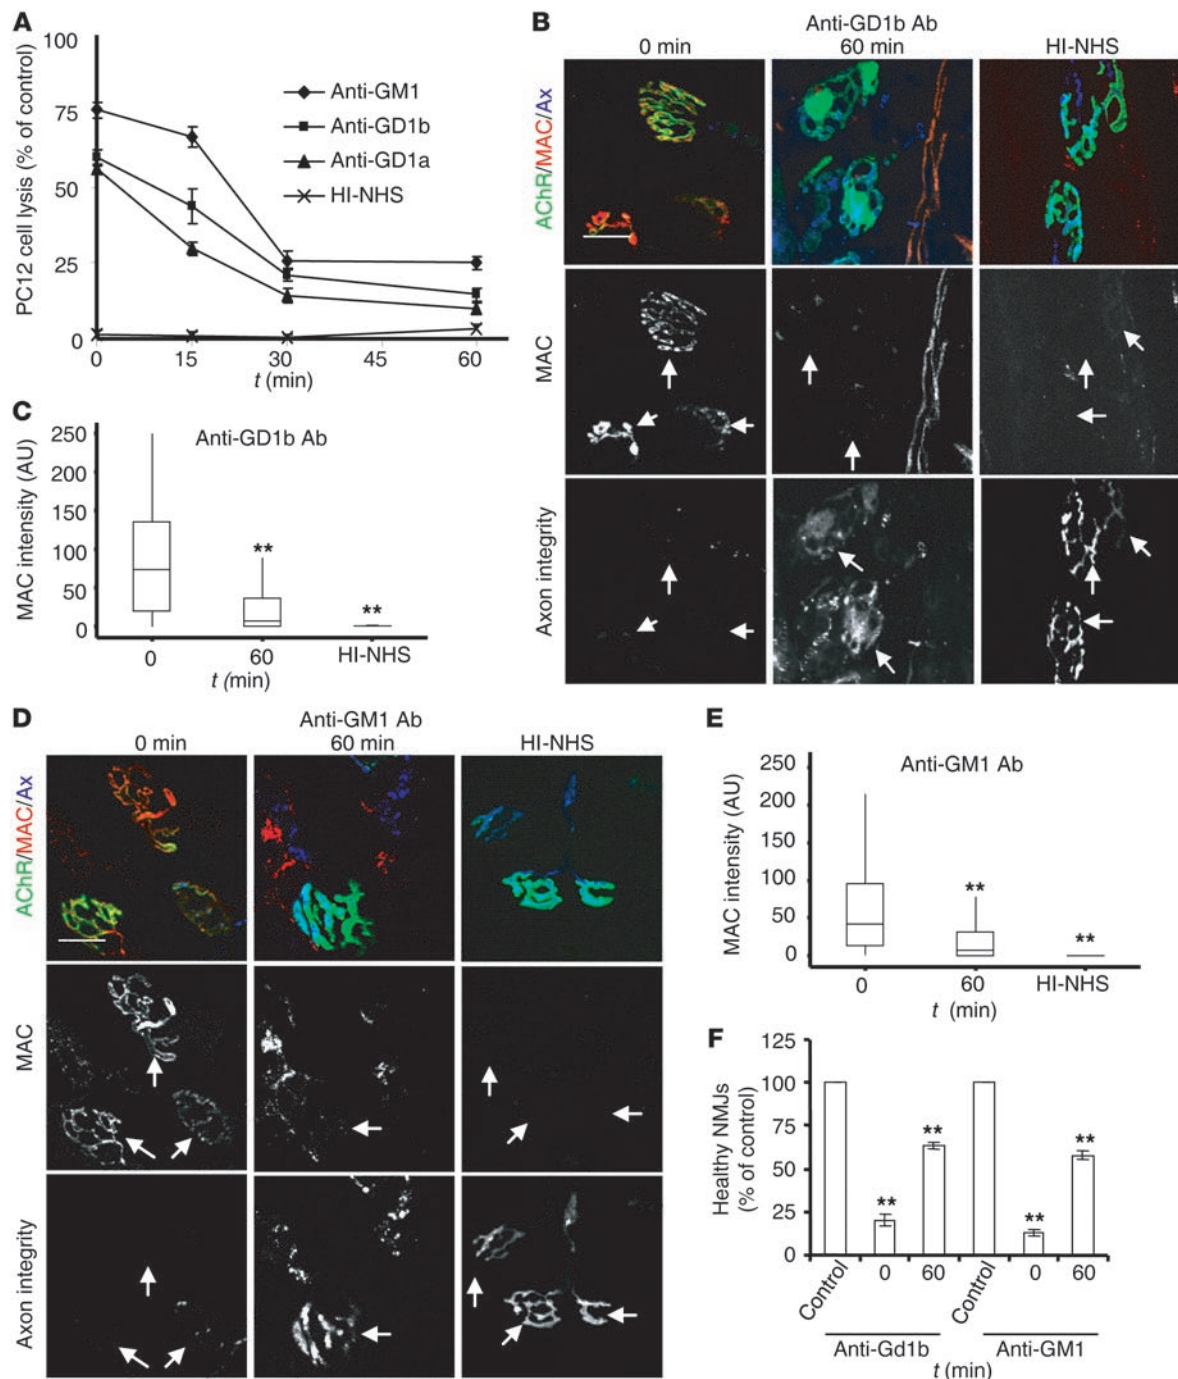 A
100
75
50
25
0
PC12 cell lysis (% of control)
Anti-GM1
Anti-GD1b
Anti-GD1a
HI-NHS
0 15 30 45 60
t (min)
B
Anti-GD1b Ab
0 min 60 min HI-NHS
AChR/MAC/Ax
MAC
Axon integrity
C
Anti-GD1b Ab
250
200
150
100
50
0
MAC intensity (AU)
**
**
0 60 HI-NHS
t (min)
D
Anti-GM1 Ab
0 min 60 min HI-NHS
AChR/MAC/Ax
MAC
Axon integrity
E
Anti-GM1 Ab
250
200
150
100
50
0
MAC intensity (AU)
**
**
0 60 HI-NHS
t (min)
F
125
100
75
50
25
0
Healthy NMJs
(% of control)
**
**
**
**
Control 0 60 Control 0 60
Anti-Gd1b Anti-GM1
t (min)